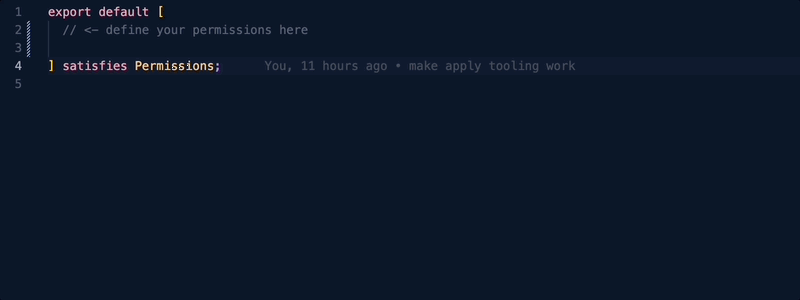 1 export default [
2 // <- define your permissions here
3
4 ] satisfies Permissions; You, 11 hours ago • make apply tooling work
5